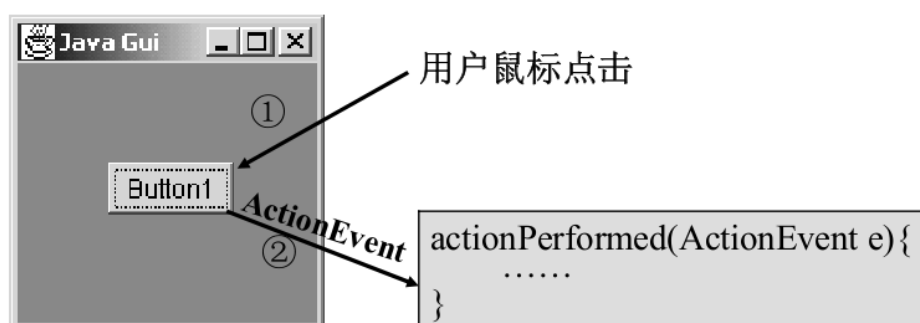 Java Gui
用户鼠标点击
①
Button1
ActionEvent
②
actionPerformed(ActionEvent e){
……
}